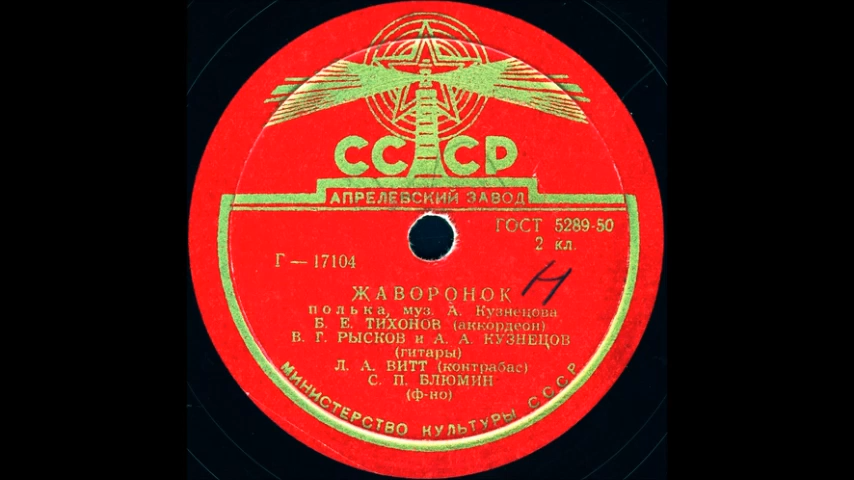 СССР
АПРЕЛЕВСКИЙ ЗАВОД
ГОСТ 5289-50
2 кл.
Г — 17104
Н
ЖАВОРОНОК
полька, муз. А. Кузнецова
Б. Е. ТИХОНОВ (аккордеон)
В. Г. РЫСКОВ и А. А. КУЗНЕЦОВ
(гитары)
Л. А. ВИТТ (контрабас)
С. П. БЛЮМИН
(ф-но)
МИНИСТЕРСТВО КУЛЬТУРЫ СССР